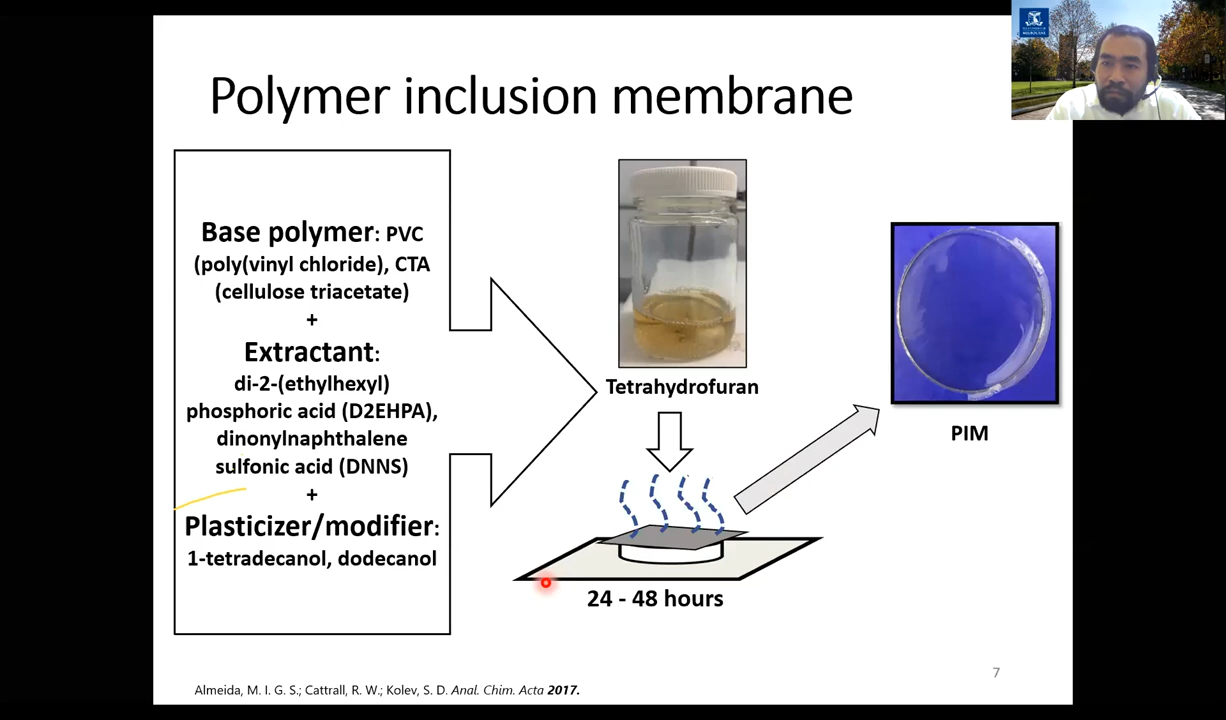 Polymer inclusion membrane
Base polymer: PVC
(poly(vinyl chloride), CTA
(cellulose triacetate)
+
Extractant:
di-2-(ethylhexyl)
phosphoric acid (D2EHPA),
dinonylnaphthalene
sulfonic acid (DNNS)
+
Plasticizer/modifier:
1-tetradecanol, dodecanol
Tetrahydrofuran
24 - 48 hours
PIM
Almeida, M. I. G. S.; Cattrall, R. W.; Kolev, S. D. Anal. Chim. Acta 2017.
7
MELBOURNE